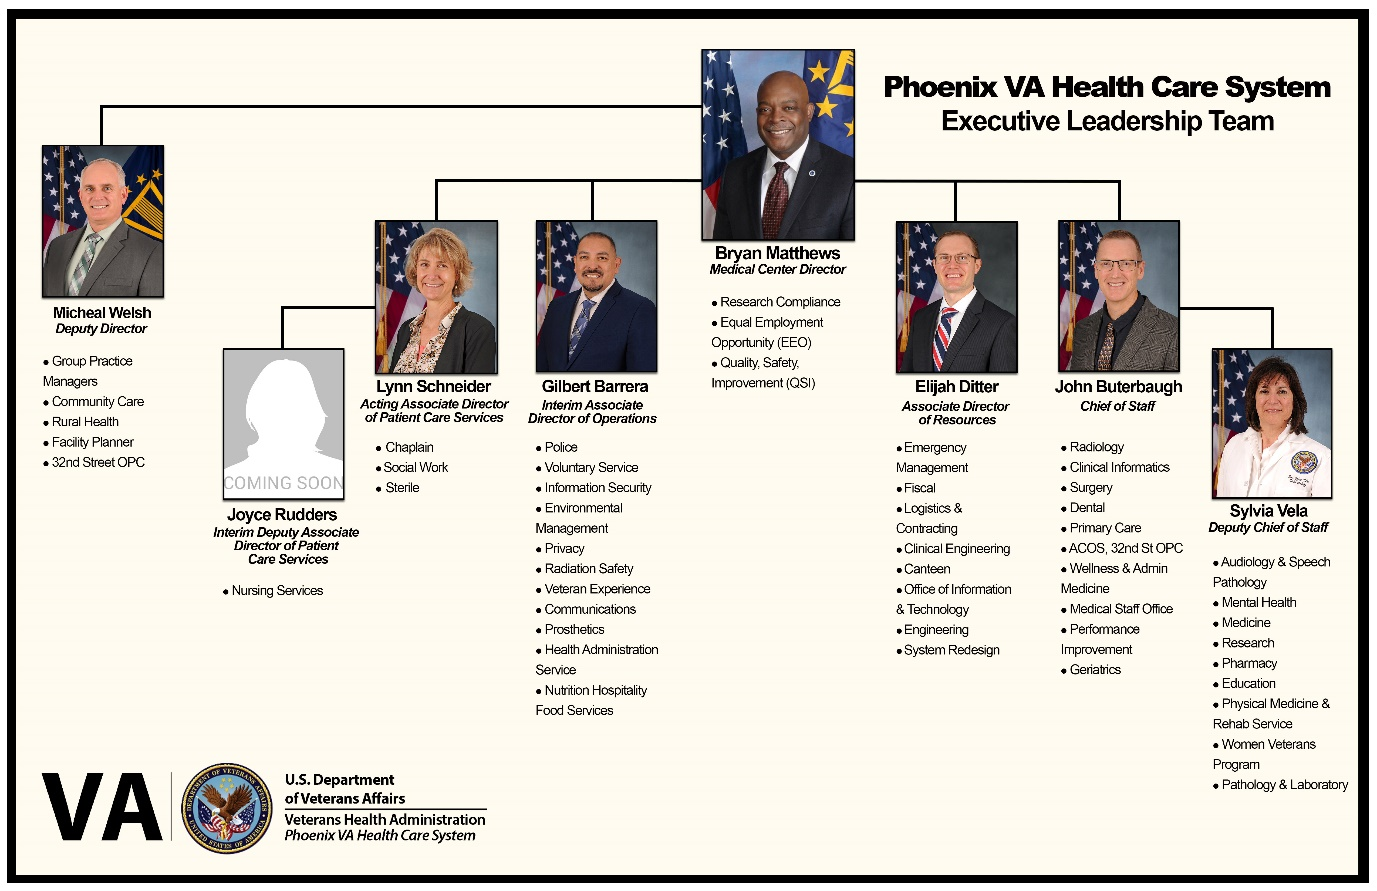 Phoenix VA Health Care System
Executive Leadership Team
Bryan Matthews
Medical Center Director
• Research Compliance
• Equal Employment
Opportunity (EEO)
• Quality, Safety,
Improvement (QSI)
Micheal Welsh
Deputy Director
• Group Practice
Managers
• Community Care
• Rural Health
• Facility Planner
• 32nd Street OPC
COMING SOON
Joyce Rudders
Interim Deputy Associate
Director of Patient
Care Services
• Nursing Services
Lynn Schneider
Acting Associate Director
of Patient Care Services
• Chaplain
• Social Work
• Sterile
Gilbert Barrera
Interim Associate
Director of Operations
• Police
• Voluntary Service
• Information Security
• Environmental
Management
• Privacy
• Radiation Safety
• Veteran Experience
• Communications
• Prosthetics
• Health Administration
Service
• Nutrition Hospitality
Food Services
Elijah Ditter
Associate Director
of Resources
• Emergency
Management
• Fiscal
• Logistics &
Contracting
• Clinical Engineering
• Canteen
• Office of Information
& Technology
• Engineering
• System Redesign
John Buterbaugh
Chief of Staff
• Radiology
• Clinical Informatics
• Surgery
• Dental
• Primary Care
• ACOS, 32nd St OPC
• Wellness & Admin
Medicine
• Medical Staff Office
• Performance
Improvement
• Geriatrics
Sylvia Vela
Deputy Chief of Staff
• Audiology & Speech
Pathology
• Mental Health
• Medicine
• Research
• Pharmacy
• Education
• Physical Medicine &
Rehab Service
• Women Veterans
Program
• Pathology & Laboratory
VA
DEPARTMENT OF VETERANS AFFAIRS
UNITED STATES OF AMERICA
U.S. Department
of Veterans Affairs
Veterans Health Administration
Phoenix VA Health Care System